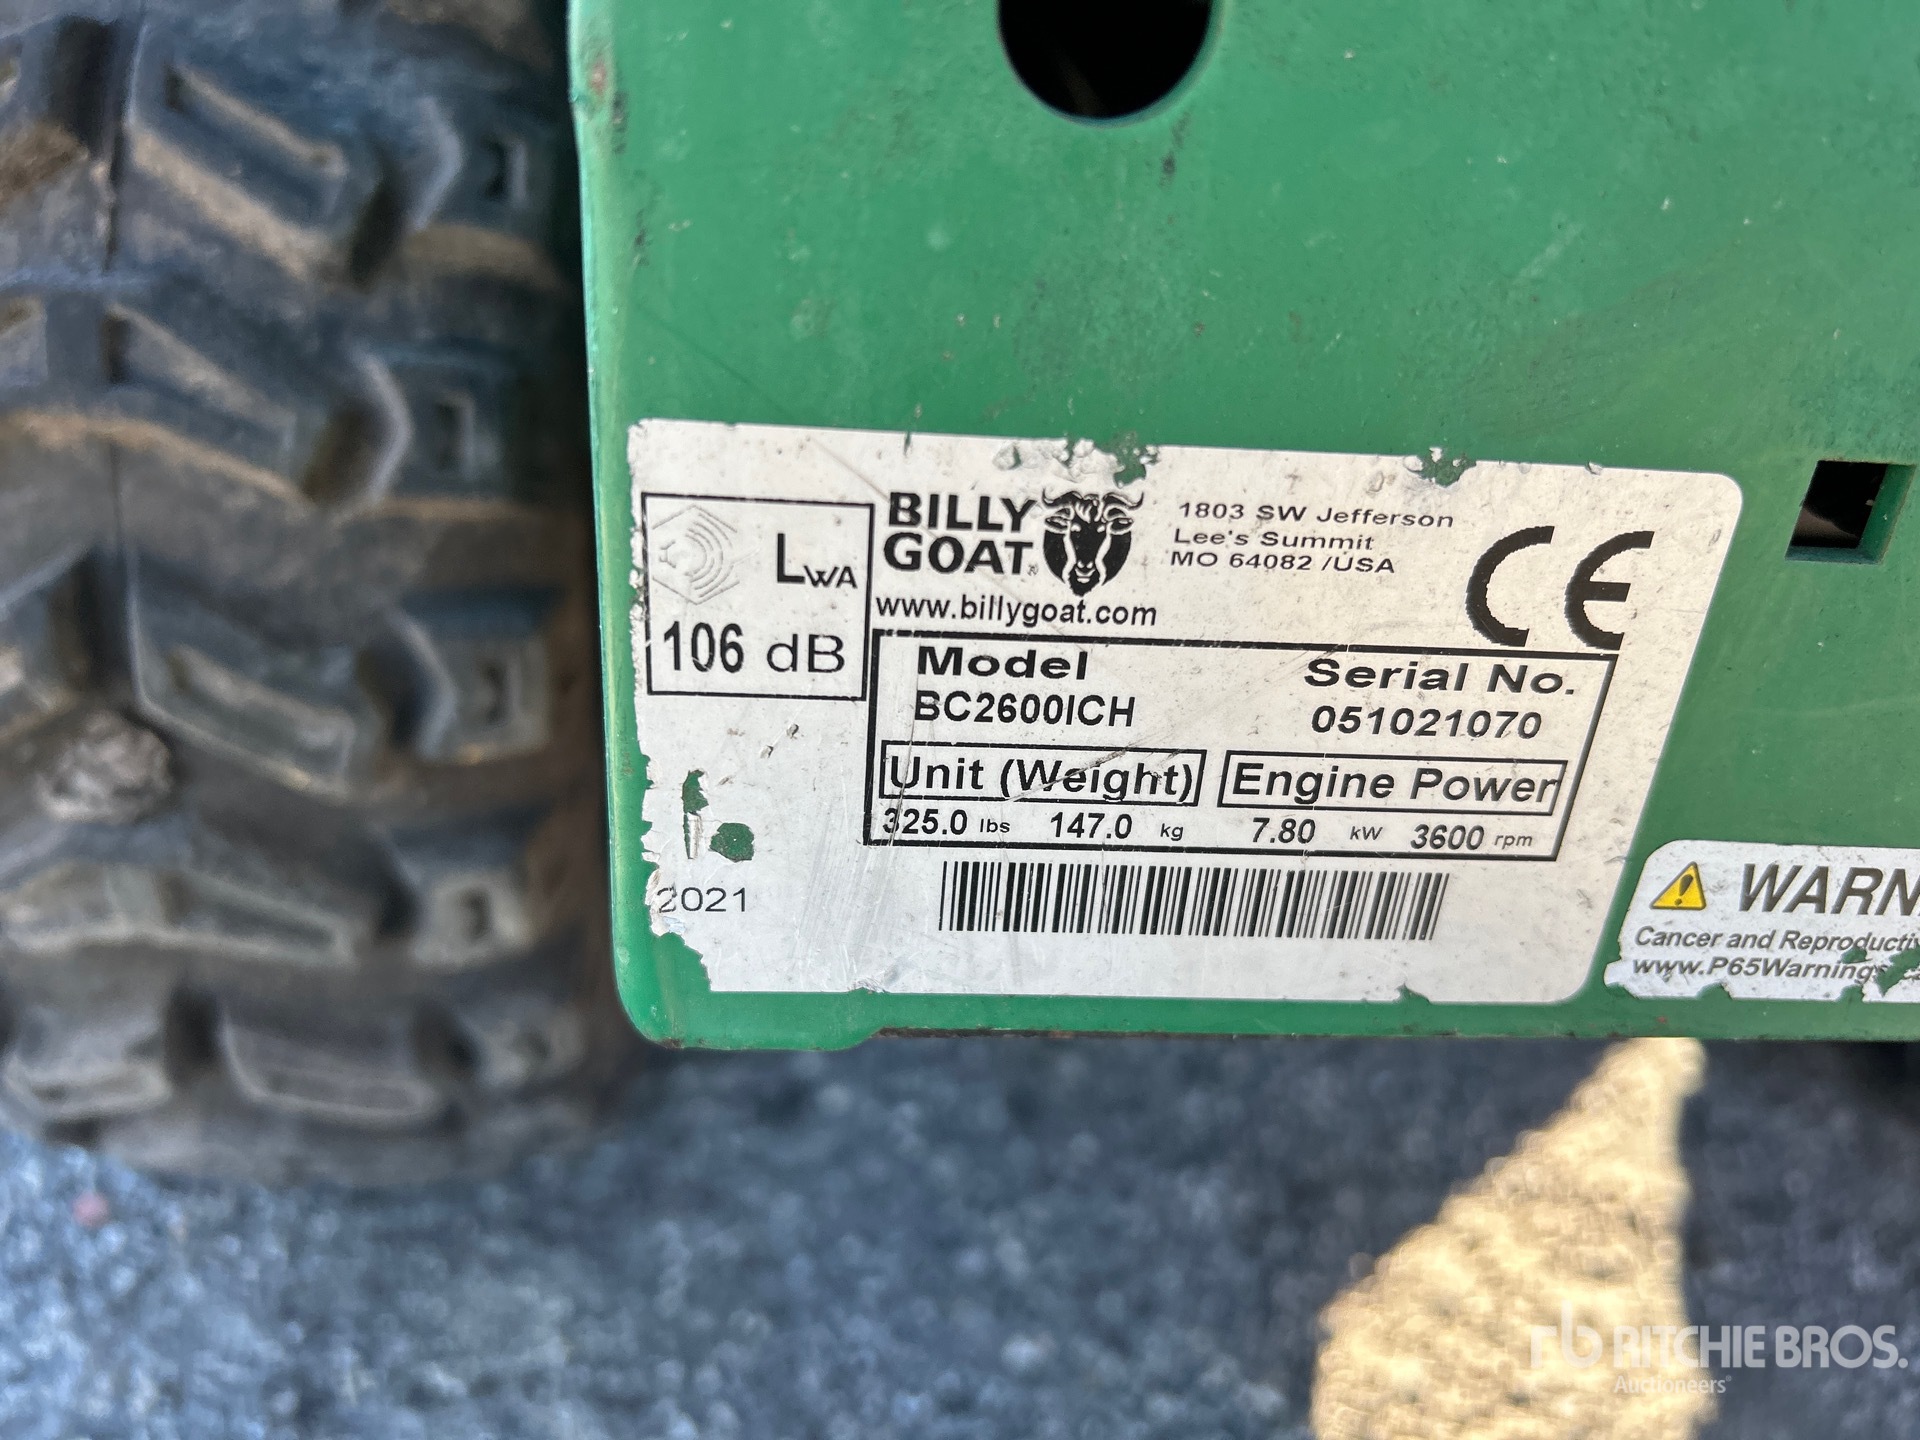 BILLY GOAT®
1803 SW Jefferson
Lee's Summit
MO 64082 /USA
www.billygoat.com
CE
LWA
106 dB
Model
BC2600ICH
Serial No.
051021070
Unit (Weight)
325.0 lbs 147.0 kg
Engine Power
7.80 kW 3600 rpm
2021
WARN
Cancer and Reproductiv
www.P65Warnings
rb RITCHIE BROS.
Auctioneers